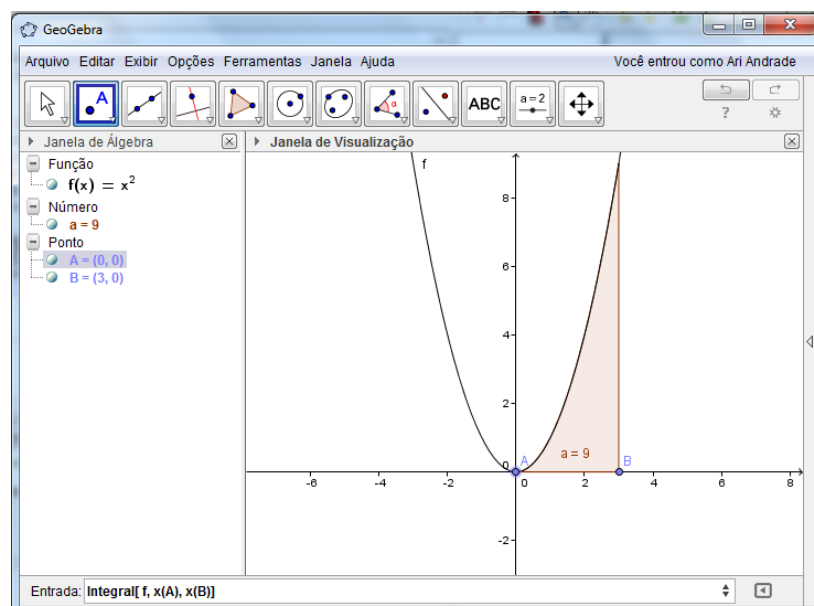 GeoGebra
Arquivo Editar Exibir Opções Ferramentas Janela Ajuda
Você entrou como Ari Andrade
A
α
ABC
a = 2
?
Janela de Álgebra
Janela de Visualização
Função
f(x) = x²
Número
a = 9
Ponto
A = (0, 0)
B = (3, 0)
f
8
6
4
2
0
A
a = 9
B
-6 -4 -2 0 2 4 6 8
-2
Entrada: Integral[ f, x(A), x(B)]